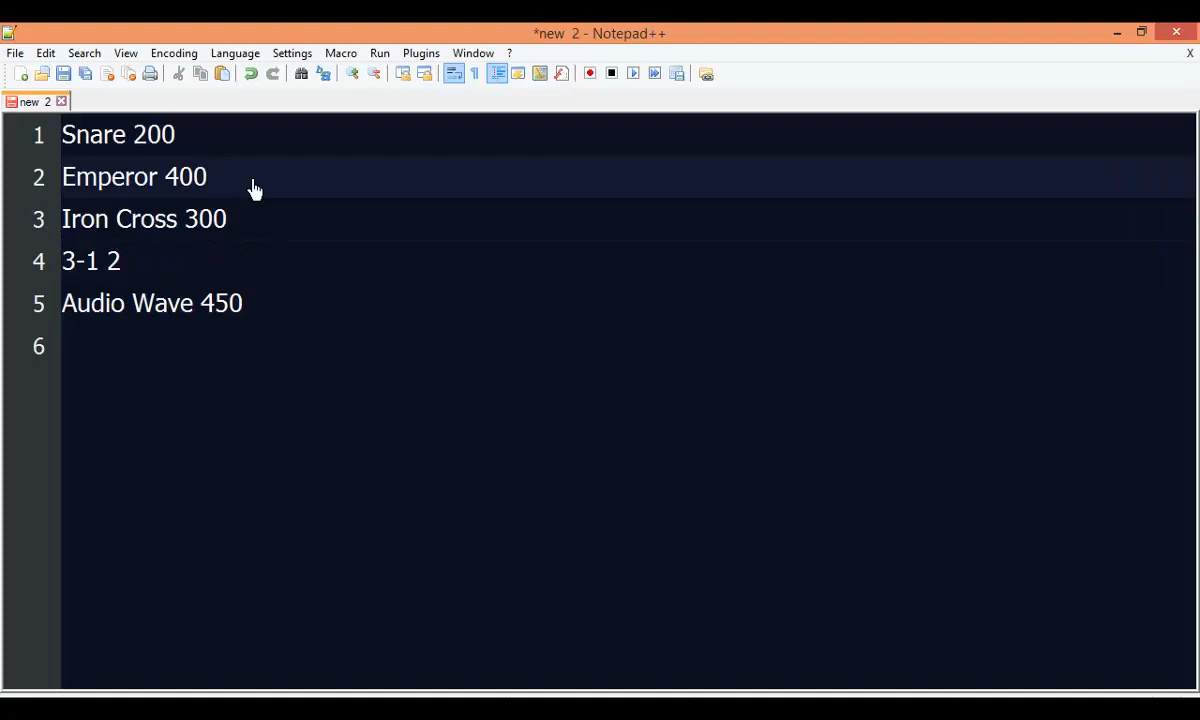 *new 2 - Notepad++
File Edit Search View Encoding Language Settings Macro Run Plugins Window ? X
new 2
1 Snare 200
2 Emperor 400
3 Iron Cross 300
4 3-1 2
5 Audio Wave 450
6